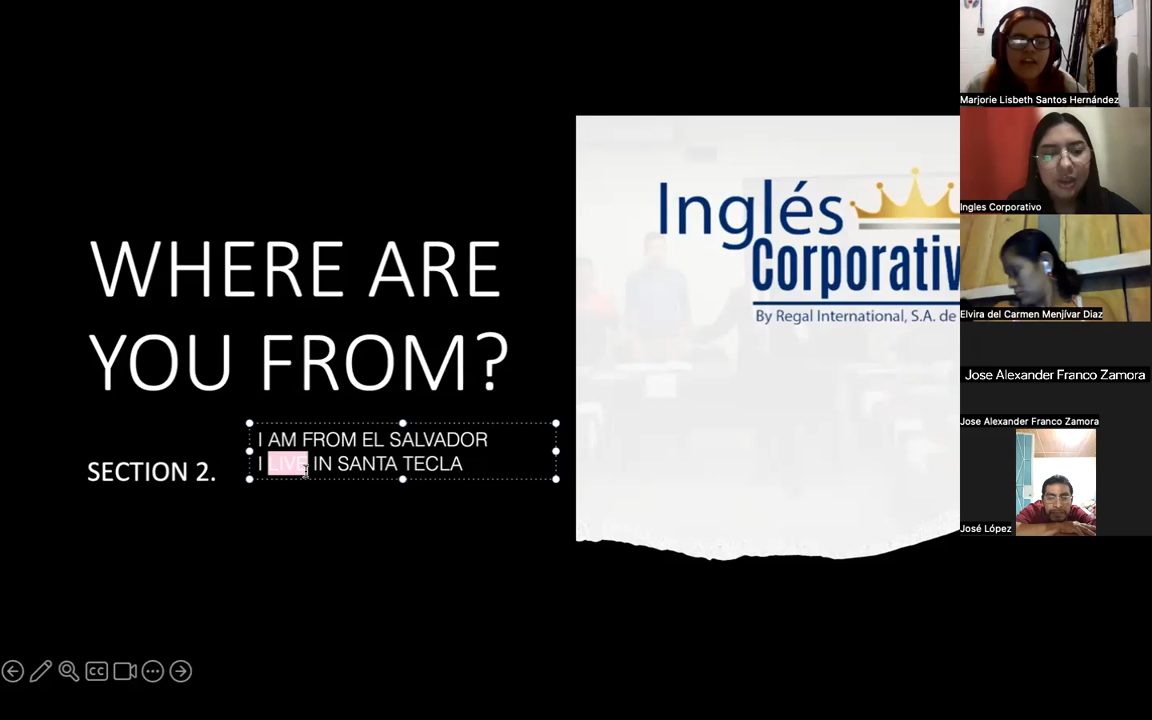 WHERE ARE
YOU FROM?
SECTION 2.
I AM FROM EL SALVADOR
I LIVE IN SANTA TECLA
Inglés
Corporativ
By Regal International, S.A. de
Marjorie Lisbeth Santos Hernández
Ingles Corporativo
Elvira del Carmen Menjívar Diaz
Jose Alexander Franco Zamora
Jose Alexander Franco Zamora
José López
CC